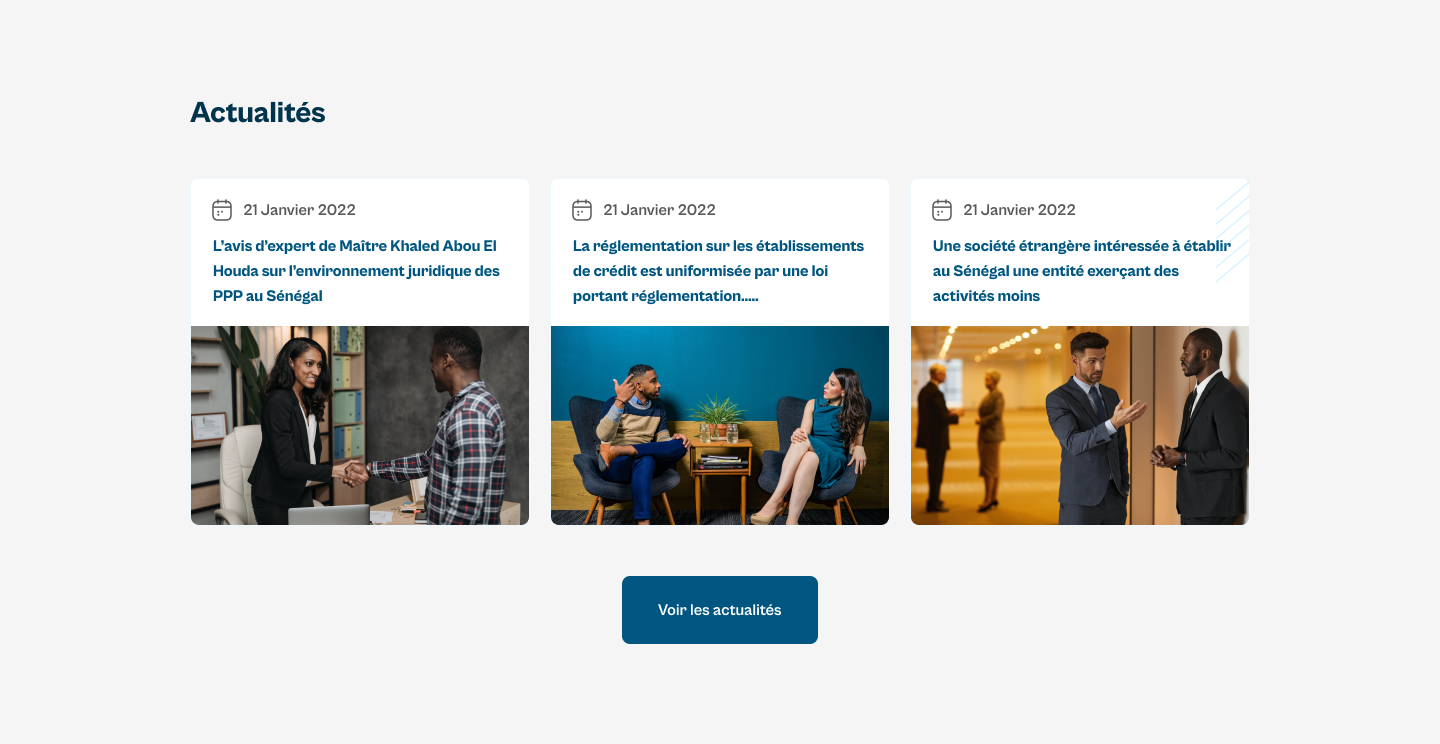 Actualités
21 Janvier 2022
L’avis d’expert de Maître Khaled Abou El
Houda sur l’environnement juridique des
PPP au Sénégal
21 Janvier 2022
La réglementation sur les établissements
de crédit est uniformisée par une loi
portant réglementation…..
21 Janvier 2022
Une société étrangère intéressée à établir
au Sénégal une entité exerçant des
activités moins
Voir les actualités